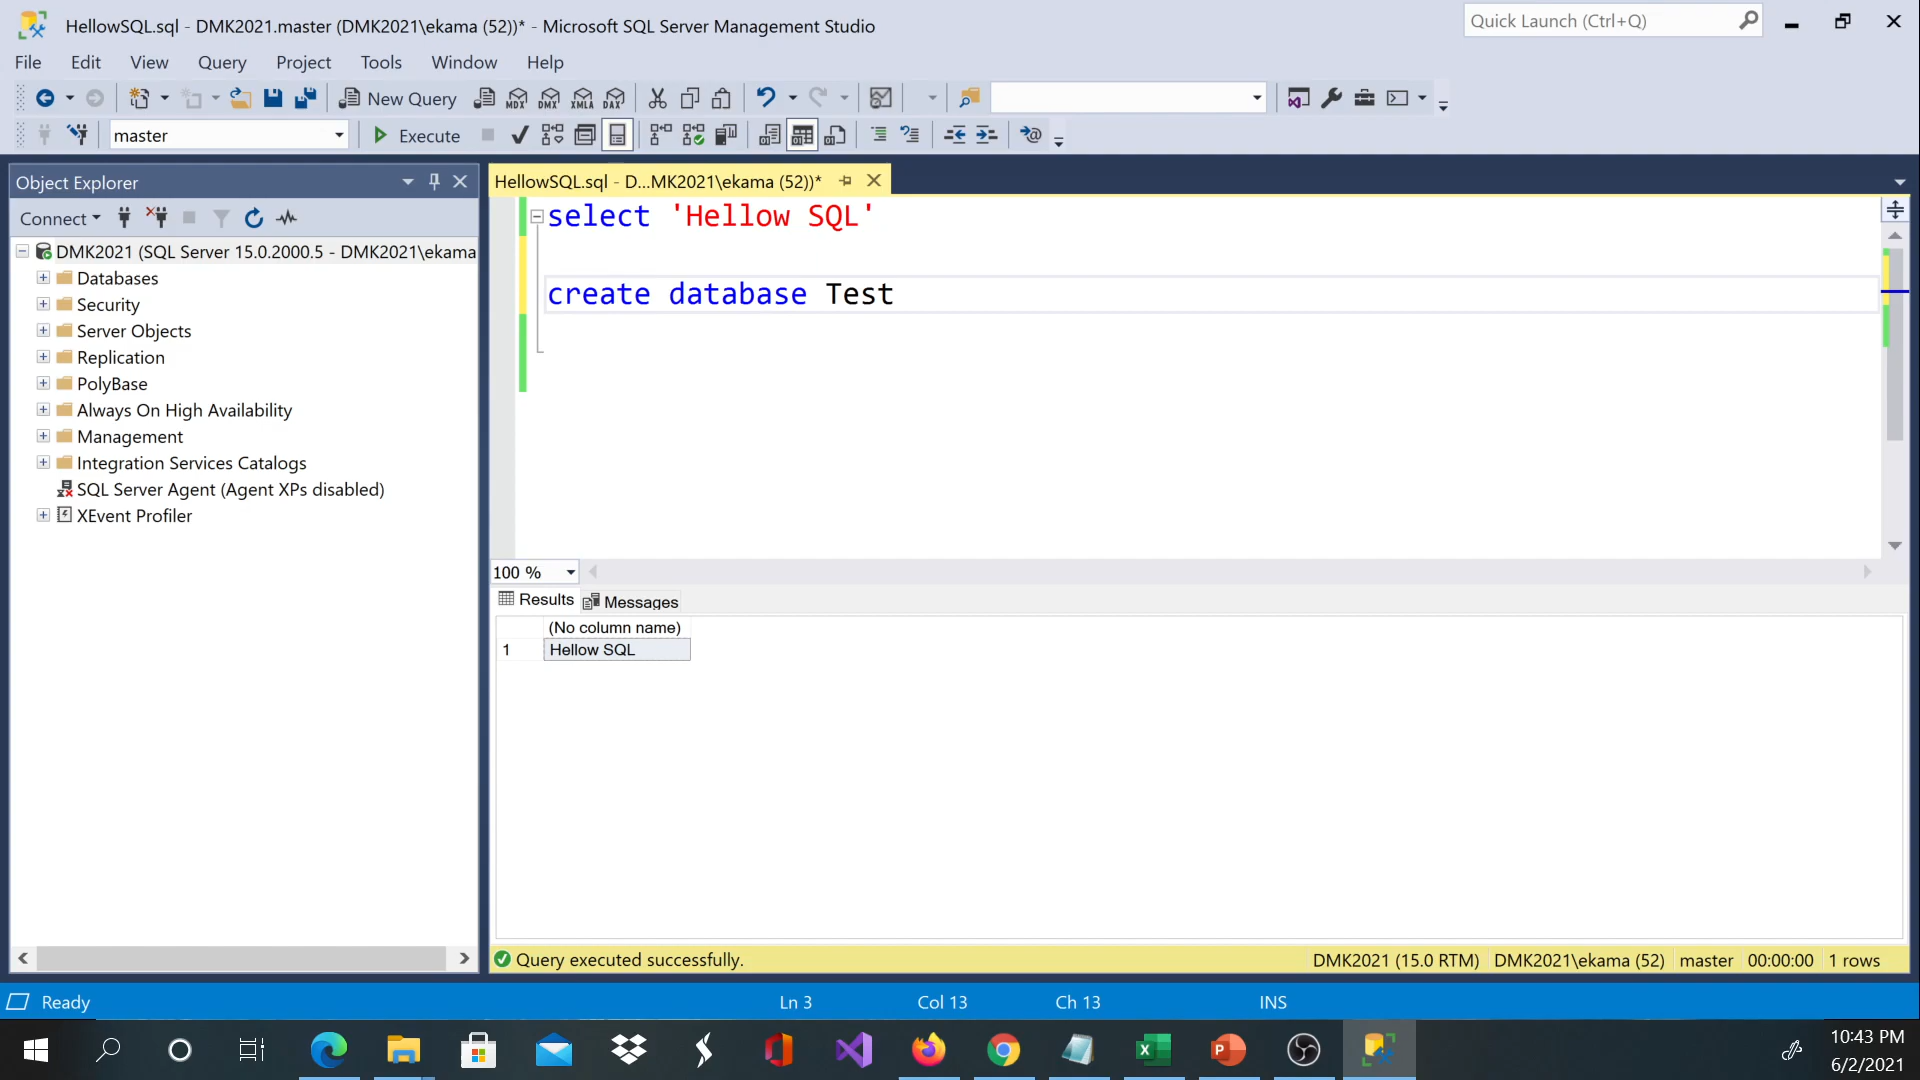 HellowSQL.sql - DMK2021.master (DMK2021\ekama (52))* - Microsoft SQL Server Management Studio
Quick Launch (Ctrl+Q)
File Edit View Query Project Tools Window Help
New Query MDX DMX XMLA DAX
master Execute
Object Explorer
HellowSQL.sql - D...MK2021\ekama (52))*
Connect
DMK2021 (SQL Server 15.0.2000.5 - DMK2021\ekama
Databases
Security
Server Objects
Replication
PolyBase
Always On High Availability
Management
Integration Services Catalogs
SQL Server Agent (Agent XPs disabled)
XEvent Profiler
select 'Hellow SQL'
create database Test
100 %
Results Messages
(No column name)
1 Hellow SQL
Query executed successfully. DMK2021 (15.0 RTM) DMK2021\ekama (52) master 00:00:00 1 rows
Ready Ln 3 Col 13 Ch 13 INS
10:43 PM
6/2/2021